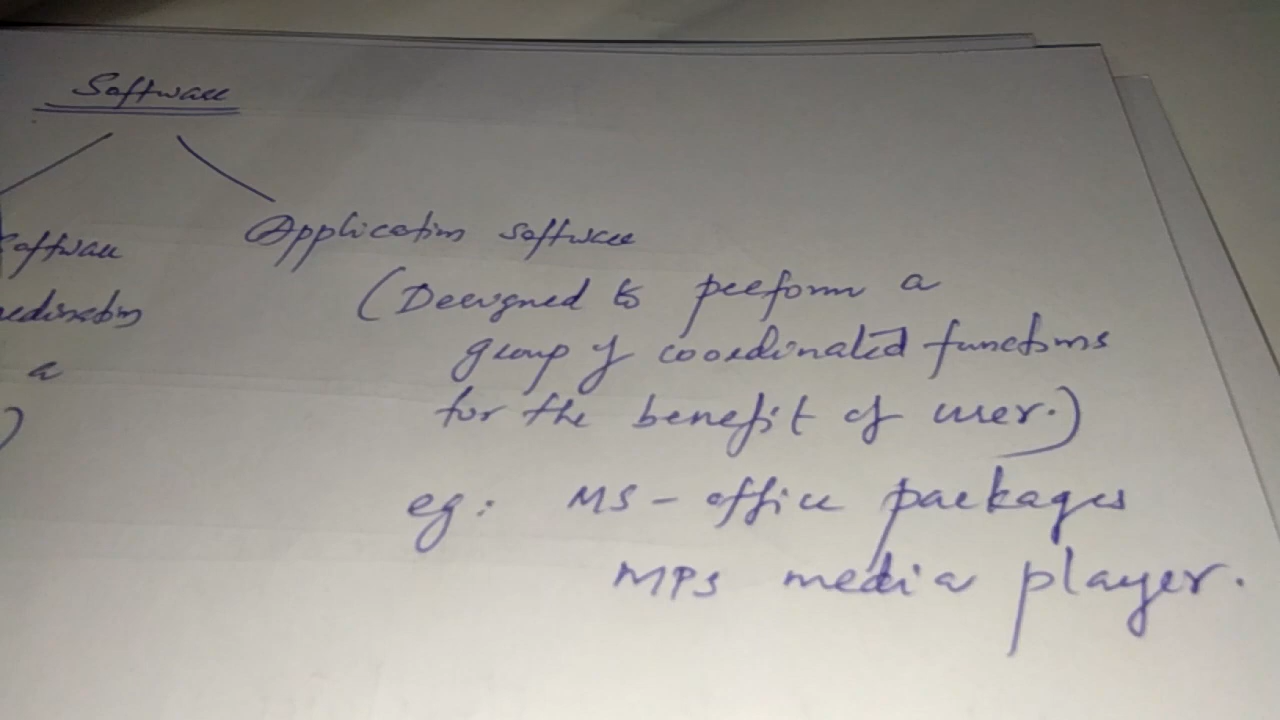 Software
Software
Application software
(Designed to perform a
group of coordinated functions
a
for the benefit of user.)
)
eg: MS - office packages
MPS media player.